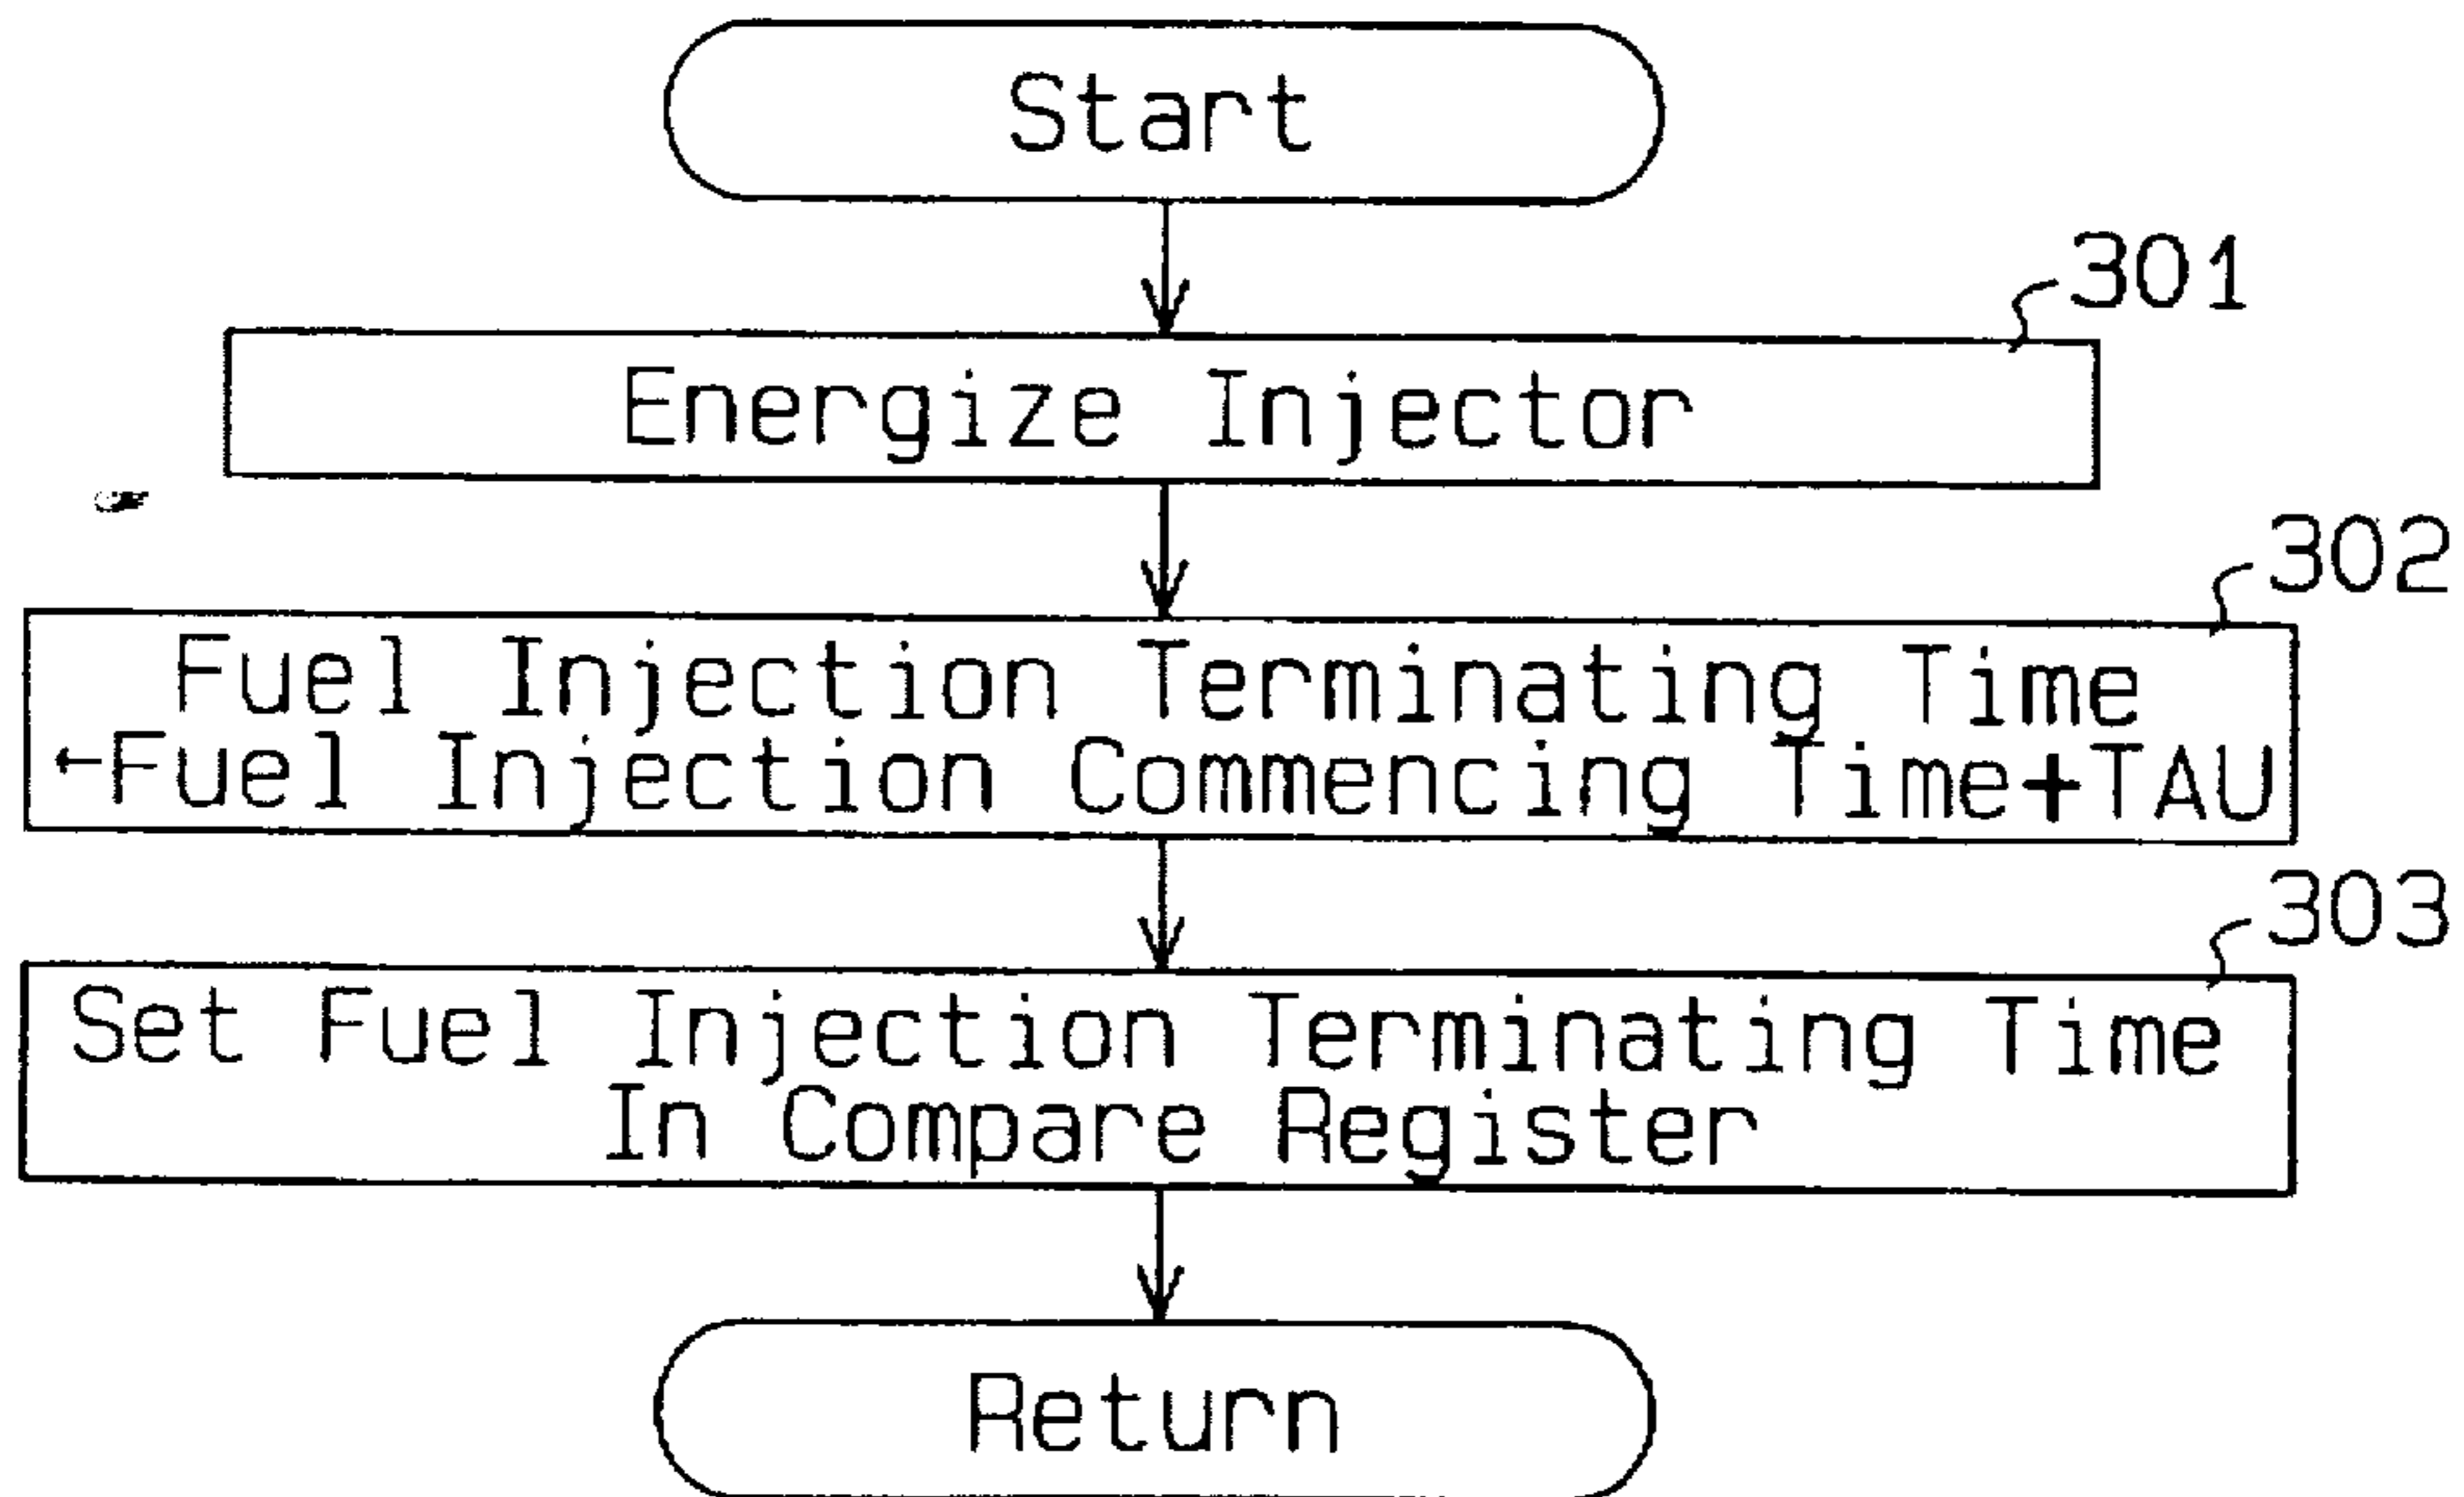 Start
301
Energize Injector
302
Fuel Injection Terminating Time
←Fuel Injection Commencing Time+TAU
303
Set Fuel Injection Terminating Time
In Compare Register
Return